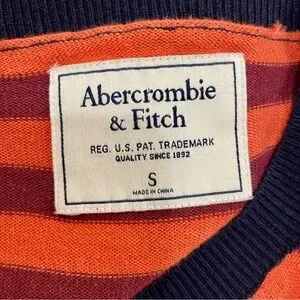 Abercrombie
& Fitch
REG. U.S. PAT. TRADEMARK
QUALITY SINCE 1892
S
MADE IN CHINA